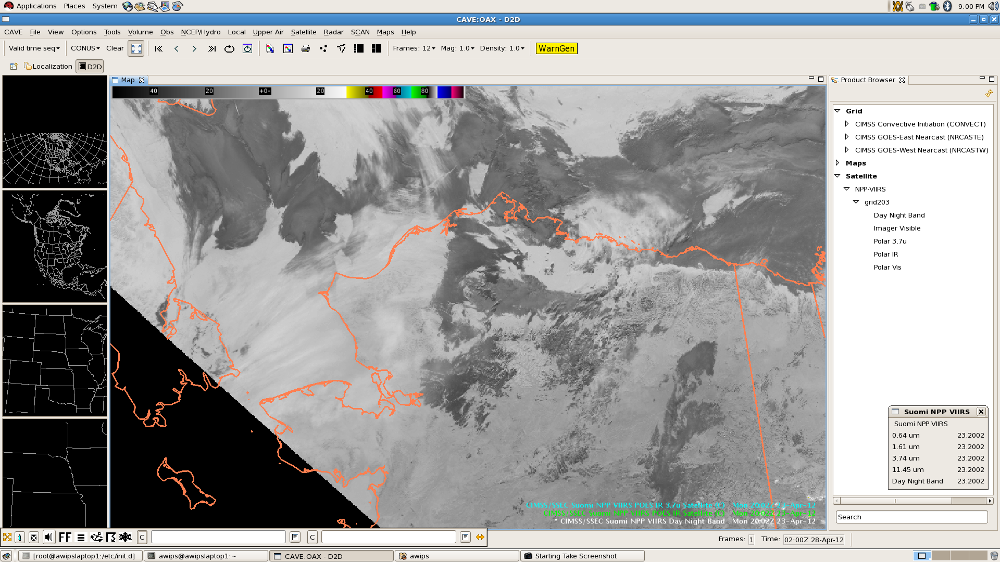 Applications Places System 9:00 PM
CAVE:OAX - D2D
CAVE File View Options Tools Volume Obs NCEP/Hydro Local Upper Air Satellite Radar SCAN Maps Help
Valid time seq CONUS Clear Frames: 12 Mag: 1.0 Density: 1.0 WarnGen
Localization D2D
Map
40 20 +0- 20 40 60 80
Product Browser
Grid
CIMSS Convective Initiation (CONVECT)
CIMSS GOES-East Nearcast (NRCASTE)
CIMSS GOES-West Nearcast (NRCASTW)
Maps
Satellite
NPP-VIIRS
grid203
Day Night Band
Imager Visible
Polar 3.7u
Polar IR
Polar Vis
Suomi NPP VIIRS
Suomi NPP VIIRS
0.64 um 23.2002
1.61 um 23.2002
3.74 um 23.2002
11.45 um 23.2002
Day Night Band 23.2002
Search
CIMSS/SSEC Suomi NPP VIIRS POES IR 3.7u Satellite (C) Mon 20:02Z 23-Apr-12
CIMSS/SSEC Suomi NPP VIIRS POES IR Satellite (C) Mon 20:02Z 23-Apr-12
* CIMSS/SSEC Suomi NPP VIIRS Day Night Band Mon 20:02Z 23-Apr-12
FF C C
Frames: 1 Time: 02:00Z 28-Apr-12
[root@awipslaptop1:/etc/init.d] awips@awipslaptop1:~ CAVE:OAX - D2D awips Starting Take Screenshot